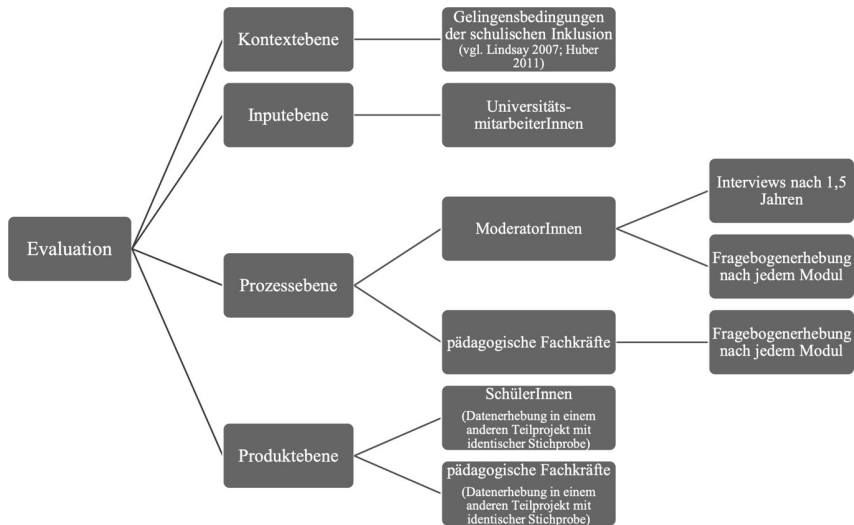 Evaluation
Kontextebene
Gelingensbedingungen
der schulischen Inklusion
(vgl. Lindsay 2007; Huber
2011)
Inputebene
Universitäts-
mitarbeiterInnen
Prozessebene
ModeratorInnen
Interviews nach 1,5
Jahren
Fragebogenerhebung
nach jedem Modul
pädagogische Fachkräfte
Fragebogenerhebung
nach jedem Modul
Produktebene
SchülerInnen
(Datenerhebung in einem
anderen Teilprojekt mit
identischer Stichprobe)
pädagogische Fachkräfte
(Datenerhebung in einem
anderen Teilprojekt mit
identischer Stichprobe)